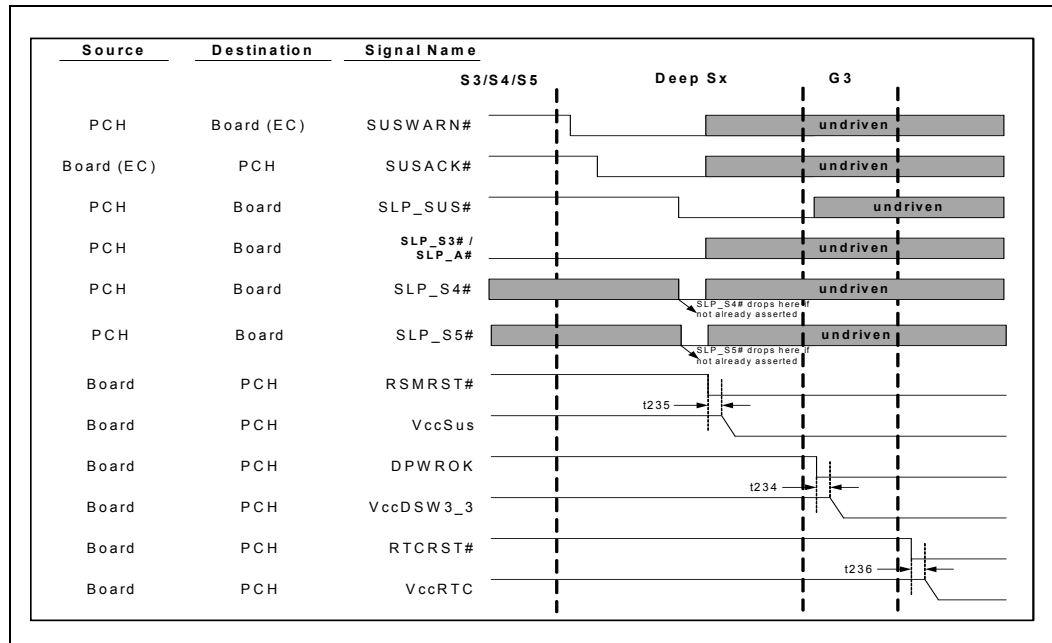 Source Destination Signal Name
S3/S4/S5 Deep Sx G3
PCH Board (EC) SUSWARN# undriven
Board (EC) PCH SUSACK# undriven
PCH Board SLP_SUS# undriven
PCH Board SLP_S3# / SLP_A# undriven
PCH Board SLP_S4# undriven
SLP_S4# drops here if
not already asserted
PCH Board SLP_S5# undriven
SLP_S5# drops here if
not already asserted
Board PCH RSMRST#
t235
Board PCH VccSus
Board PCH DPWROK
t234
Board PCH VccDSW3_3
Board PCH RTCRST#
t236
Board PCH VccRTC